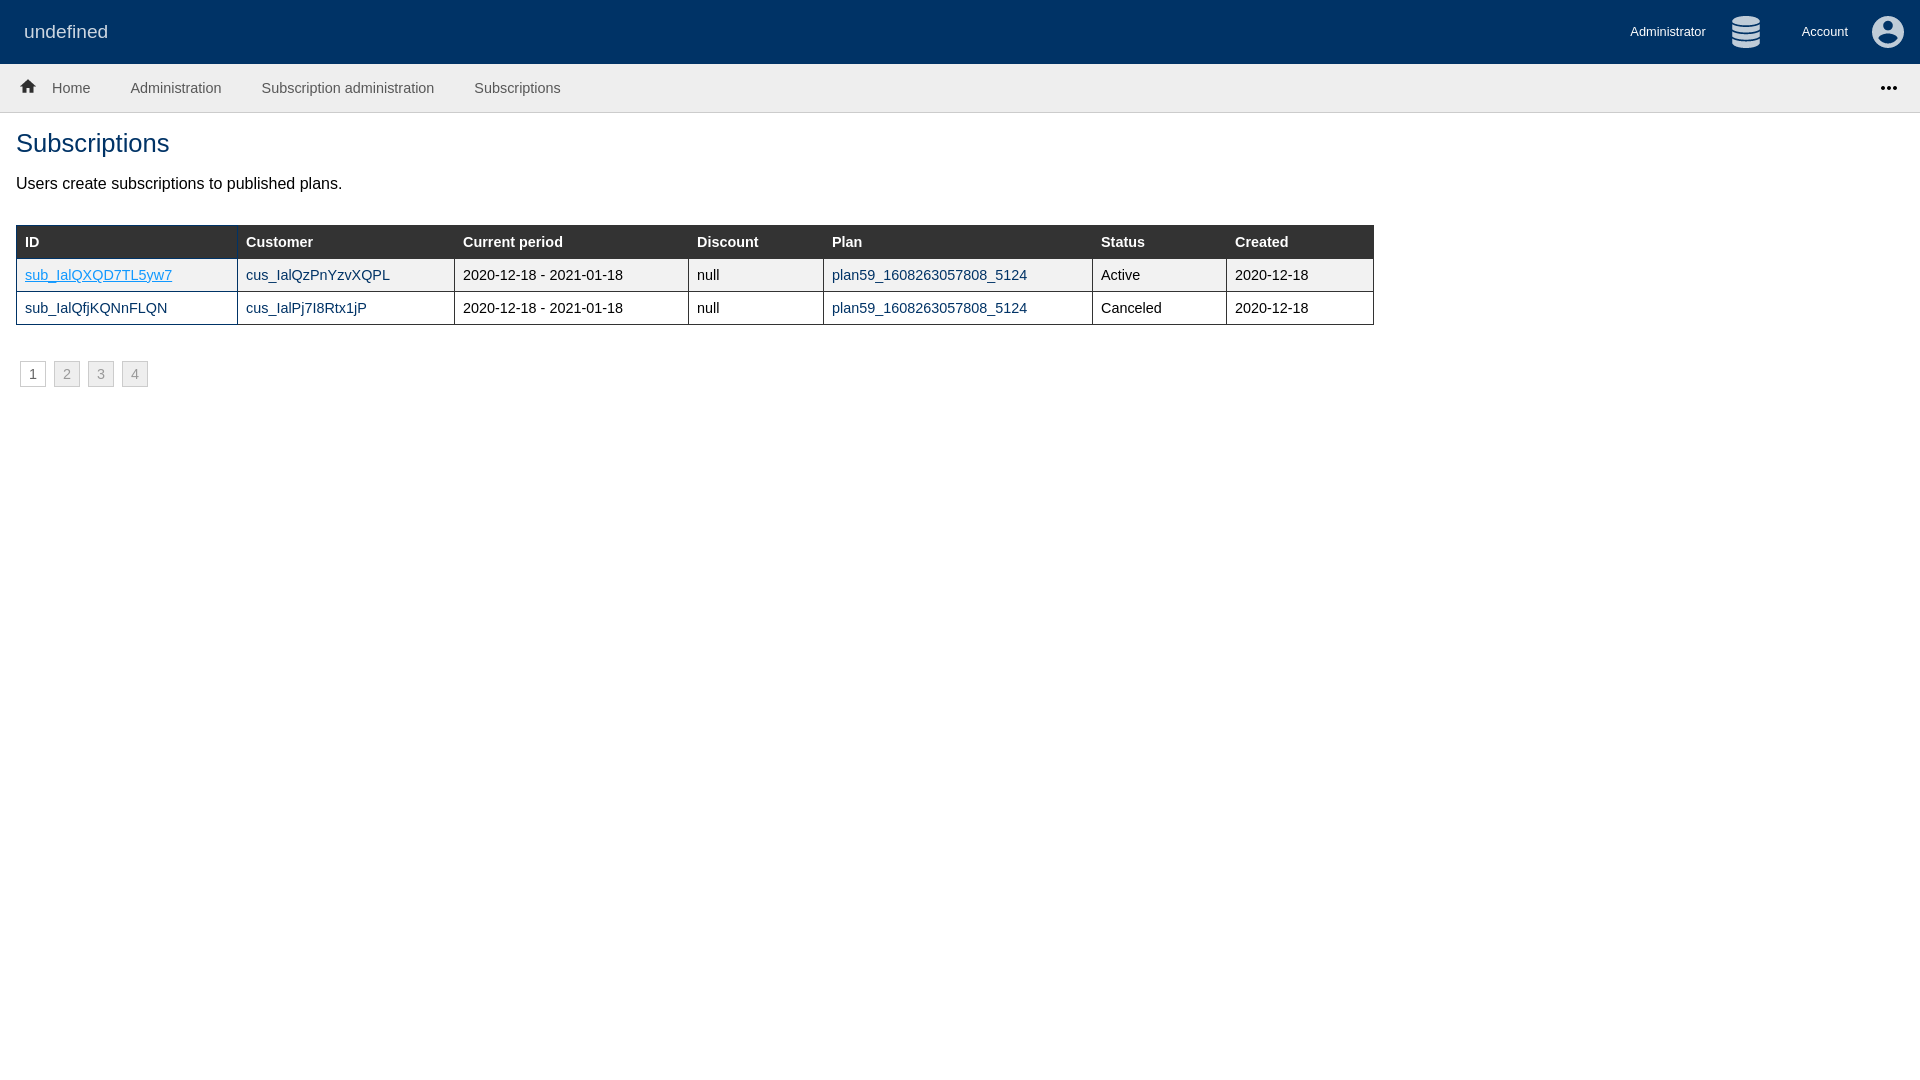 undefined
Administrator
Account
Home Administration Subscription administration Subscriptions
Subscriptions
Users create subscriptions to published plans.
ID Customer Current period Discount Plan Status Created
sub_IalQXQD7TL5yw7 cus_IalQzPnYzvXQPL 2020-12-18 - 2021-01-18 null plan59_1608263057808_5124 Active 2020-12-18
sub_IalQfjKQNnFLQN cus_IalPj7I8Rtx1jP 2020-12-18 - 2021-01-18 null plan59_1608263057808_5124 Canceled 2020-12-18
1 2 3 4